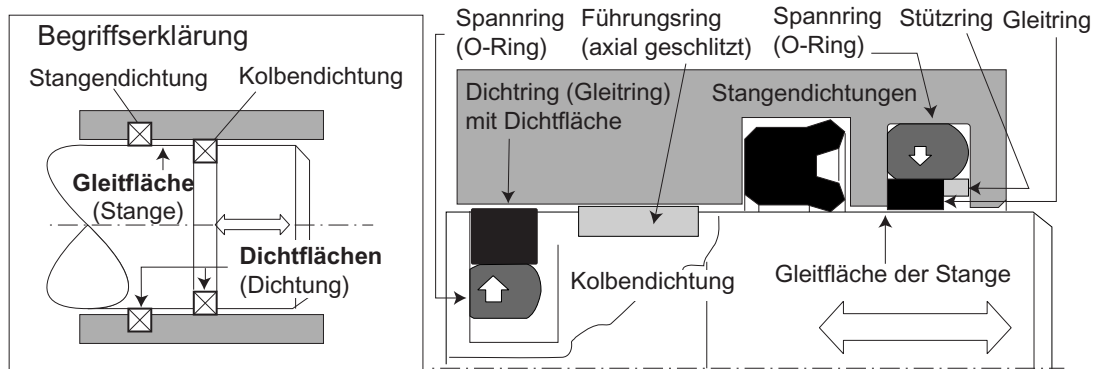 Begriffserklärung
Stangendichtung
Kolbendichtung
Gleitfläche
(Stange)
Dichtflächen
(Dichtung)
Spannring
(O-Ring)
Führungsring
(axial geschlitzt)
Spannring
(O-Ring)
Stützring
Gleitring
Dichtring (Gleitring)
mit Dichtfläche
Stangendichtungen
Kolbendichtung
Gleitfläche der Stange